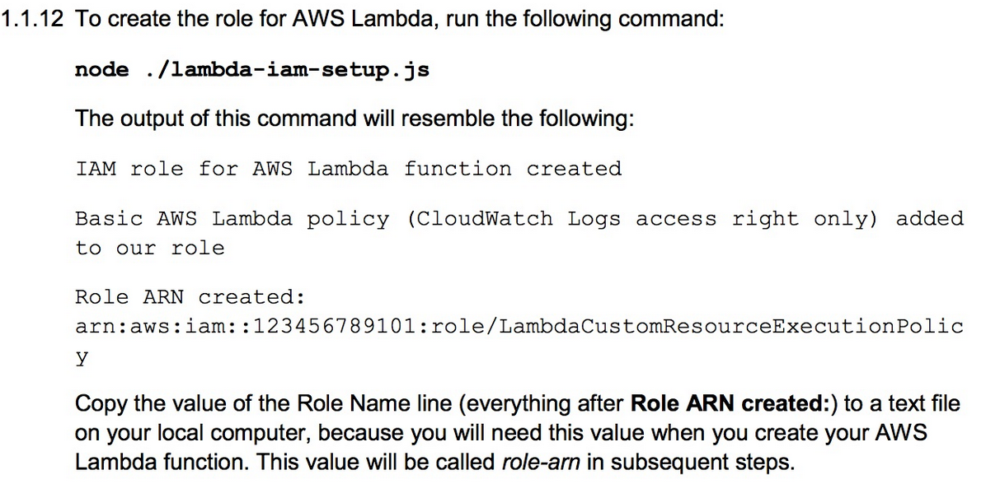 1.1.12 To create the role for AWS Lambda, run the following command:
node ./lambda-iam-setup.js
The output of this command will resemble the following:
IAM role for AWS Lambda function created
Basic AWS Lambda policy (CloudWatch Logs access right only) added
to our role
Role ARN created:
arn:aws:iam::123456789101:role/LambdaCustomResourceExecutionPolic
y
Copy the value of the Role Name line (everything after Role ARN created:) to a text file
on your local computer, because you will need this value when you create your AWS
Lambda function. This value will be called role-arn in subsequent steps.